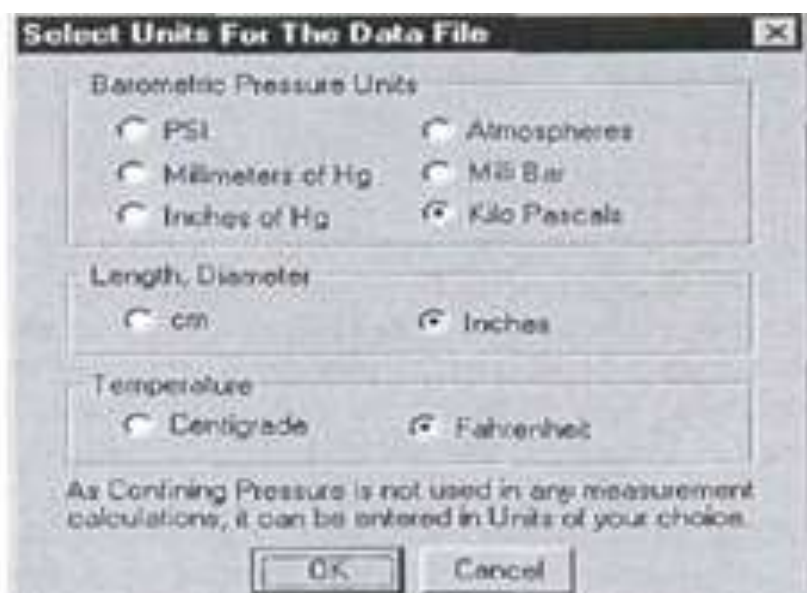 Select Units For The Data File
Barometric Pressure Units
PSI
Atmospheres
Millimeters of Hg
Milli Bar
Inches of Hg
Kilo Pascals
Length, Diameter
cm
Inches
Temperature
Centigrade
Fahrenheit
As Confining Pressure is not used in any measurement
calculations, it can be entered in Units of your choice.
OK
Cancel